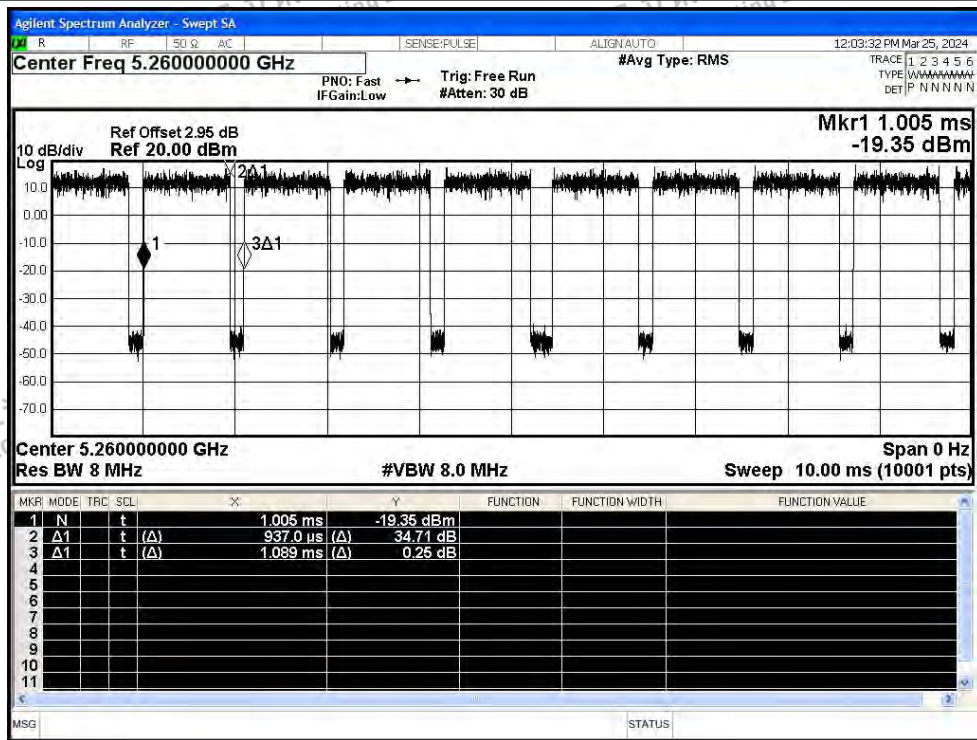 Agilent Spectrum Analyzer - Swept SA
R RF 50 Ω AC SENSE:PULSE ALIGN AUTO 12:03:32 PM Mar 25, 2024
Center Freq 5.260000000 GHz #Avg Type: RMS TRACE 1 2 3 4 5 6
PNO: Fast Trig: Free Run TYPE
IFGain:Low #Atten: 30 dB DET P N N N N N
Mkr1 1.005 ms
Ref Offset 2.95 dB
10 dB/div Ref 20.00 dBm -19.35 dBm
Log
2Δ1
10.0
0.00
-10.0
1 3Δ1
-20.0
-30.0
-40.0
-50.0
-60.0
-70.0
Center 5.260000000 GHz Span 0 Hz
Res BW 8 MHz #VBW 8.0 MHz Sweep 10.00 ms (10001 pts)
MKR MODE TRC SCL X Y FUNCTION FUNCTION WIDTH FUNCTION VALUE
1 N t 1.005 ms -19.35 dBm
2 Δ1 t (Δ) 937.0 µs (Δ) 34.71 dB
3 Δ1 t (Δ) 1.089 ms (Δ) 0.25 dB
4
5
6
7
8
9
10
11
MSG STATUS